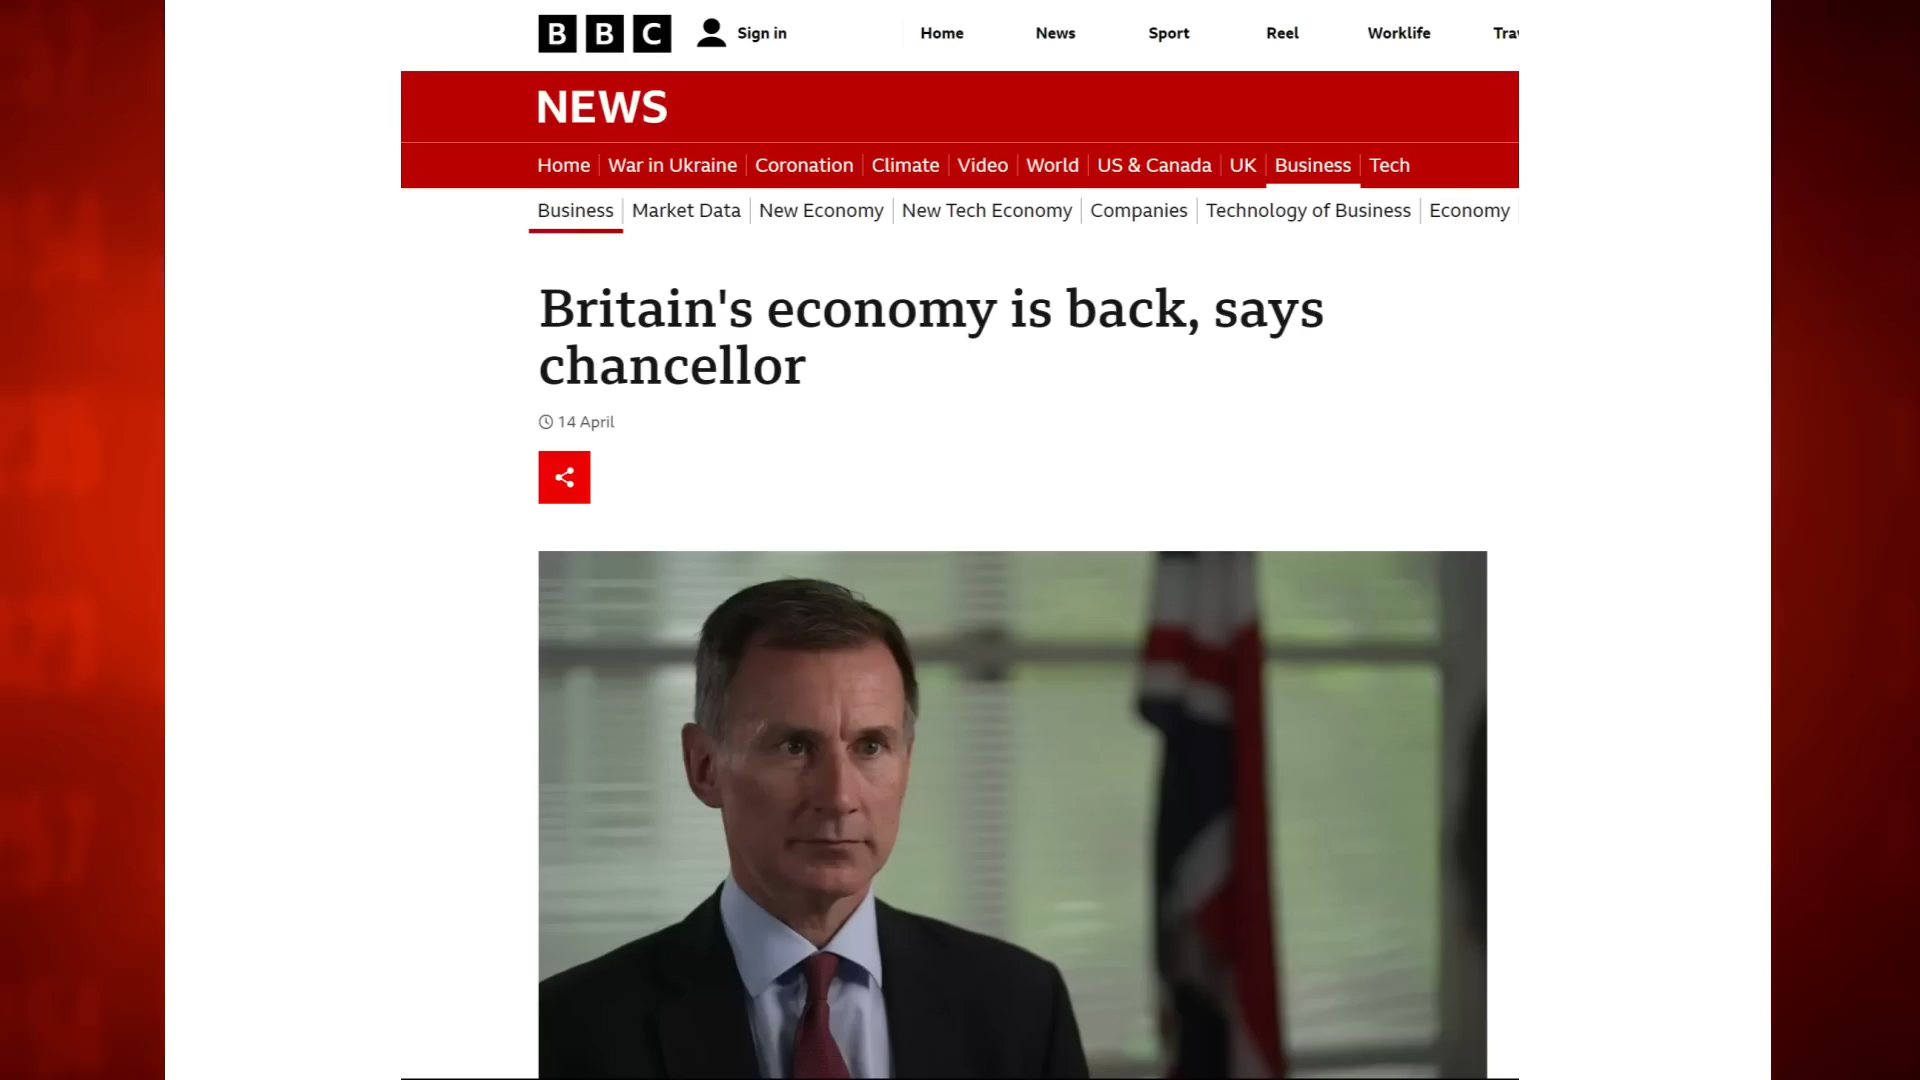 BBC Sign in Home News Sport Reel Worklife
NEWS
Home War in Ukraine Coronation Climate Video World US & Canada UK Business Tech
Business Market Data New Economy New Tech Economy Companies Technology of Business Economy
Britain's economy is back, says
chancellor
14 April